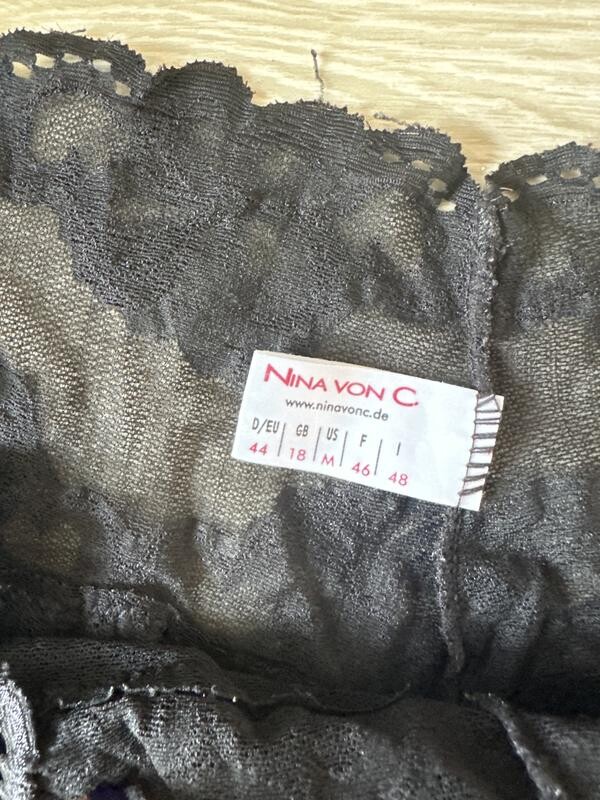 NINA VON C.
www.ninavonc.de
D/EU | GB | US | F | I
44 | 18 | M | 46 | 48